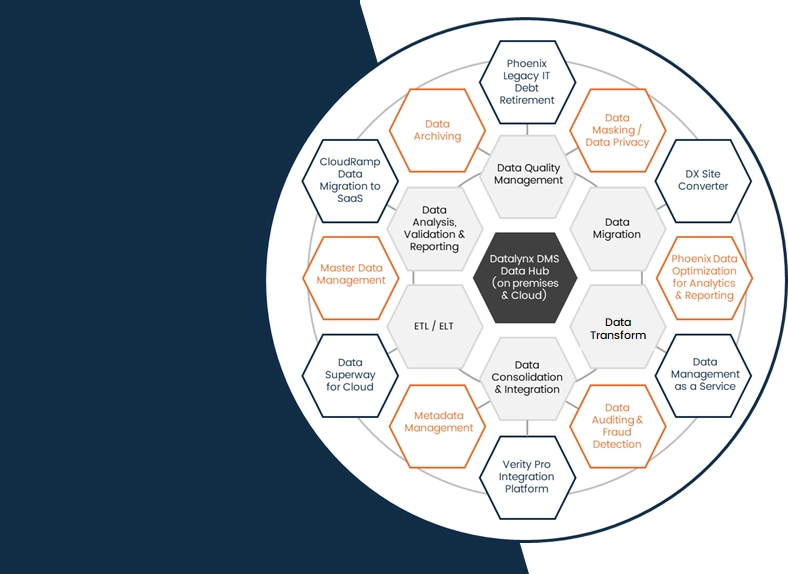 Phoenix
Legacy IT
Debt
Retirement
Data
Archiving
Data
Masking /
Data Privacy
CloudRamp
Data
Migration to
SaaS
Data Quality
Management
DX Site
Converter
Data
Analysis,
Validation &
Reporting
Data
Migration
Master Data
Management
Datalynx DMS
Data Hub
(on premises
& Cloud)
Phoenix Data
Optimization
for Analytics
& Reporting
ETL / ELT
Data
Transform
Data
Superway
for Cloud
Data
Consolidation
& Integration
Data
Management
as a Service
Metadata
Management
Data
Auditing &
Fraud
Detection
Verity Pro
Integration
Platform